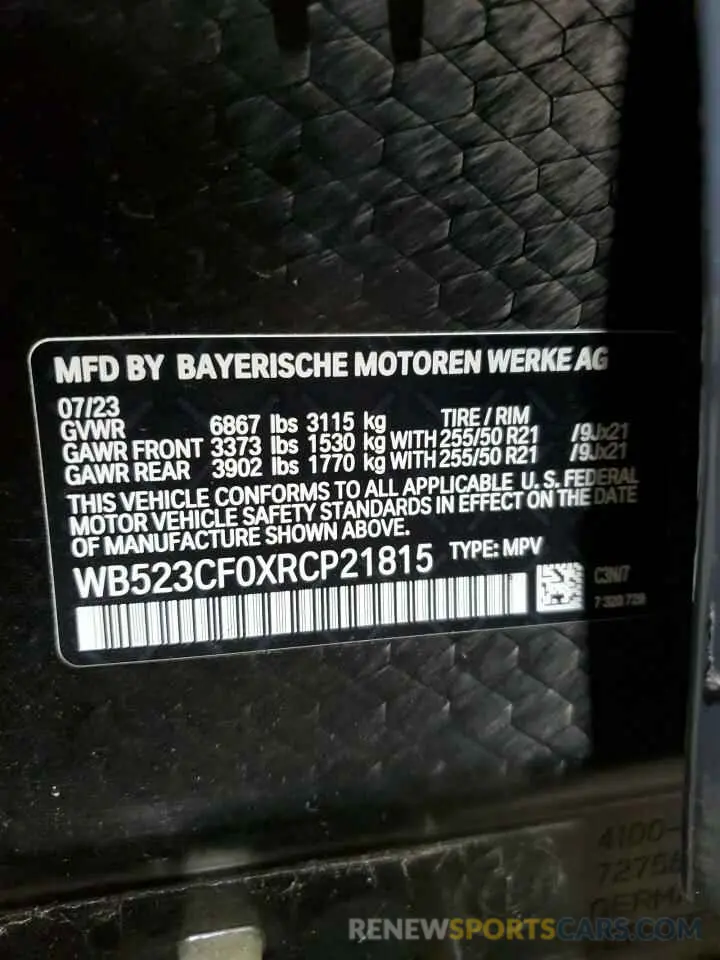 MFD BY BAYERISCHE MOTOREN WERKE AG
07/23 TIRE / RIM
GVWR 6867 lbs 3115 kg
GAWR FRONT 3373 lbs 1530 kg WITH 255/50 R21 /9Jx21
GAWR REAR 3902 lbs 1770 kg WITH 255/50 R21 /9Jx21
THIS VEHICLE CONFORMS TO ALL APPLICABLE U.S. FEDERAL
MOTOR VEHICLE SAFETY STANDARDS IN EFFECT ON THE DATE
OF MANUFACTURE SHOWN ABOVE.
WB523CF0XRCP21815 TYPE: MPV
C3N7
4100-
RENEWSPORTSCARS.COM